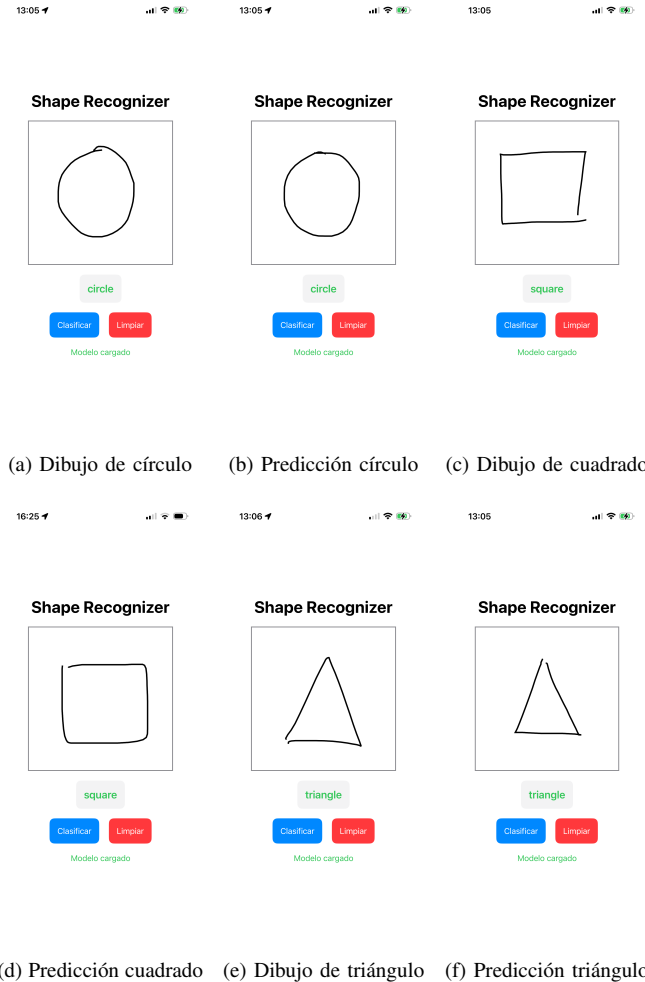 13:05
13:05
13:05
Shape Recognizer
Shape Recognizer
Shape Recognizer
circle
circle
square
Clasificar Limpiar
Clasificar Limpiar
Clasificar Limpiar
Modelo cargado
Modelo cargado
Modelo cargado
(a) Dibujo de círculo
(b) Predicción círculo
(c) Dibujo de cuadrado
16:25
13:06
13:05
Shape Recognizer
Shape Recognizer
Shape Recognizer
square
triangle
triangle
Clasificar Limpiar
Clasificar Limpiar
Clasificar Limpiar
Modelo cargado
Modelo cargado
Modelo cargado
(d) Predicción cuadrado
(e) Dibujo de triángulo
(f) Predicción triángulo